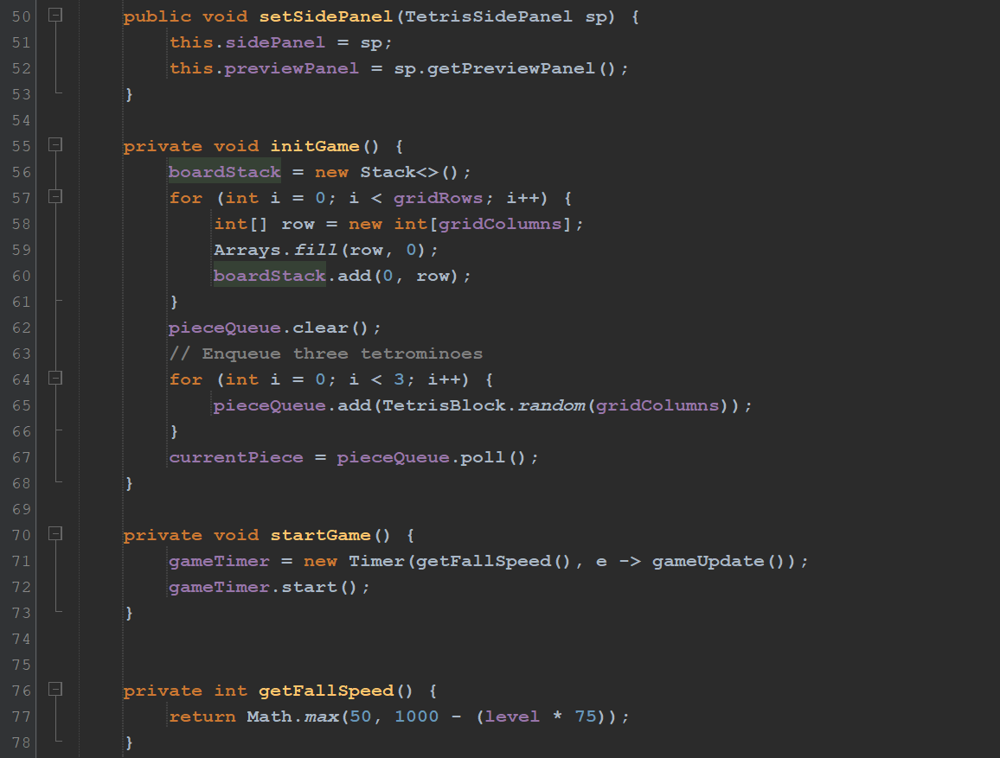 50 public void setSidePanel(TetrisSidePanel sp) {
51 this.sidePanel = sp;
52 this.previewPanel = sp.getPreviewPanel();
53 }
54
55 private void initGame() {
56 boardStack = new Stack<>();
57 for (int i = 0; i < gridRows; i++) {
58 int[] row = new int[gridColumns];
59 Arrays.fill(row, 0);
60 boardStack.add(0, row);
61 }
62 pieceQueue.clear();
63 // Enqueue three tetrominoes
64 for (int i = 0; i < 3; i++) {
65 pieceQueue.add(TetrisBlock.random(gridColumns));
66 }
67 currentPiece = pieceQueue.poll();
68 }
69
70 private void startGame() {
71 gameTimer = new Timer(getFallSpeed(), e -> gameUpdate());
72 gameTimer.start();
73 }
74
75
76 private int getFallSpeed() {
77 return Math.max(50, 1000 - (level * 75));
78 }